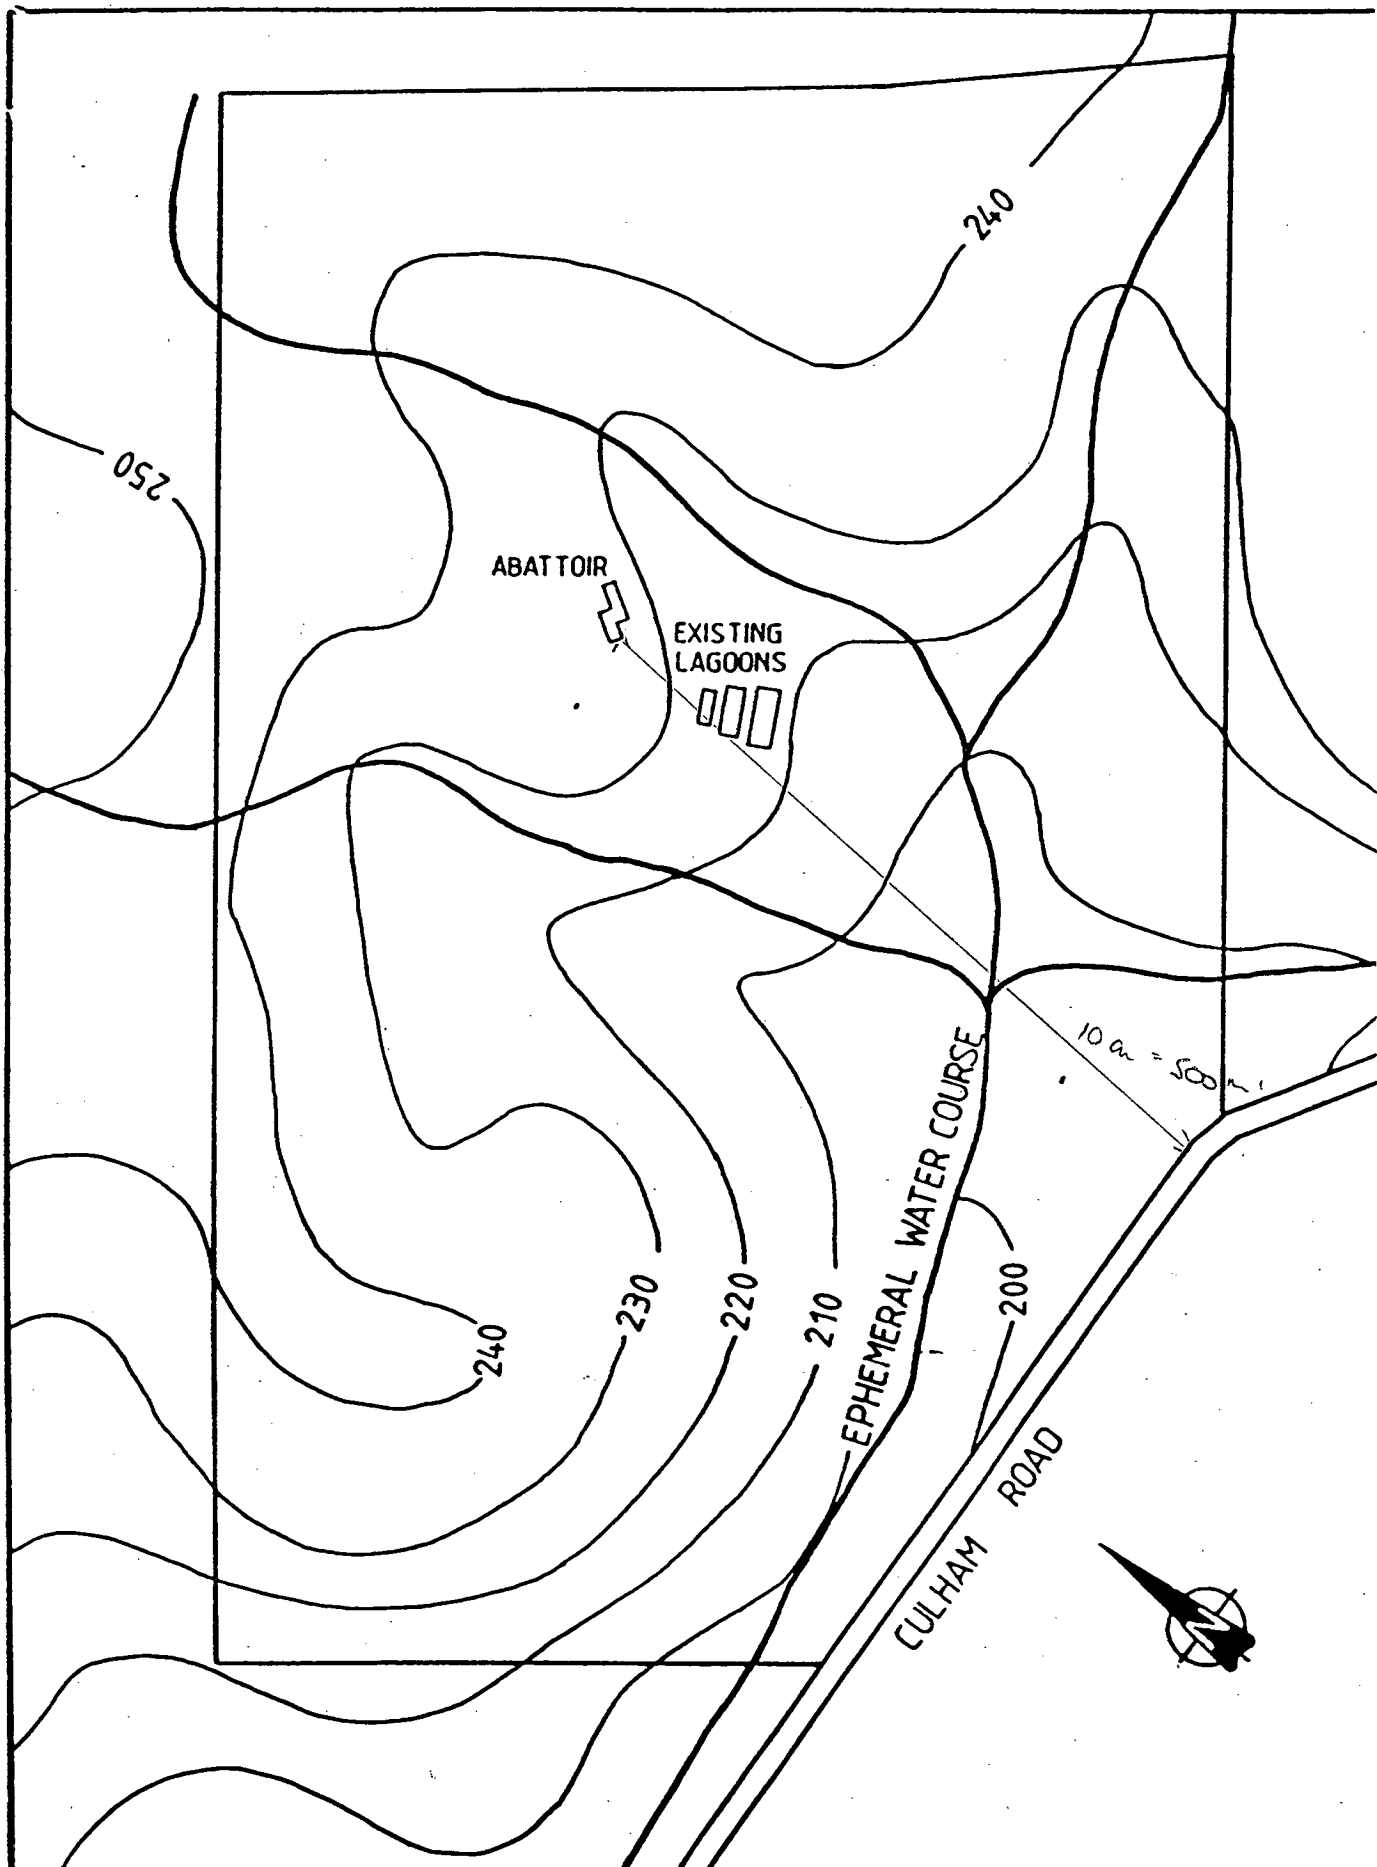 240
250
ABATTOIR
EXISTING
LAGOONS
10 cm = 500 m
EPHEMERAL WATER COURSE
200
230
220
210
240
CULHAM ROAD
N